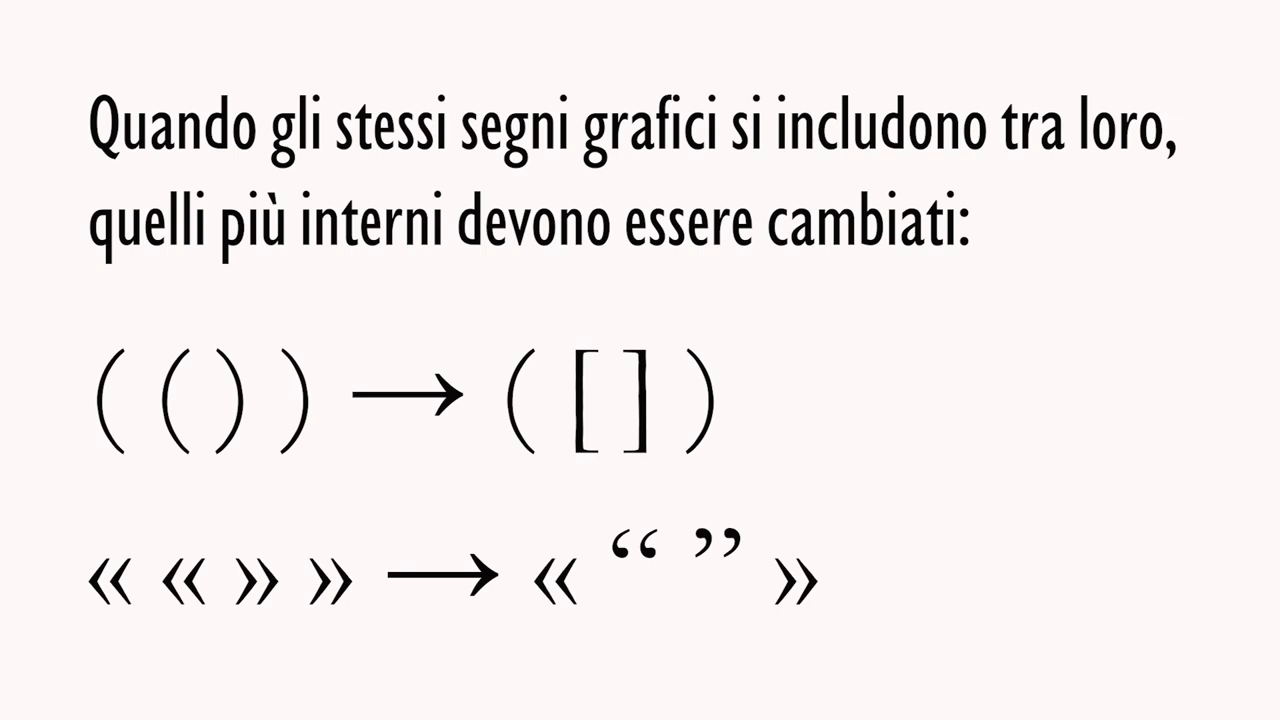 Quando gli stessi segni grafici si includono tra loro,
quelli più interni devono essere cambiati:
( ( ) ) → ( [ ] )
« « » » → « “ ” »